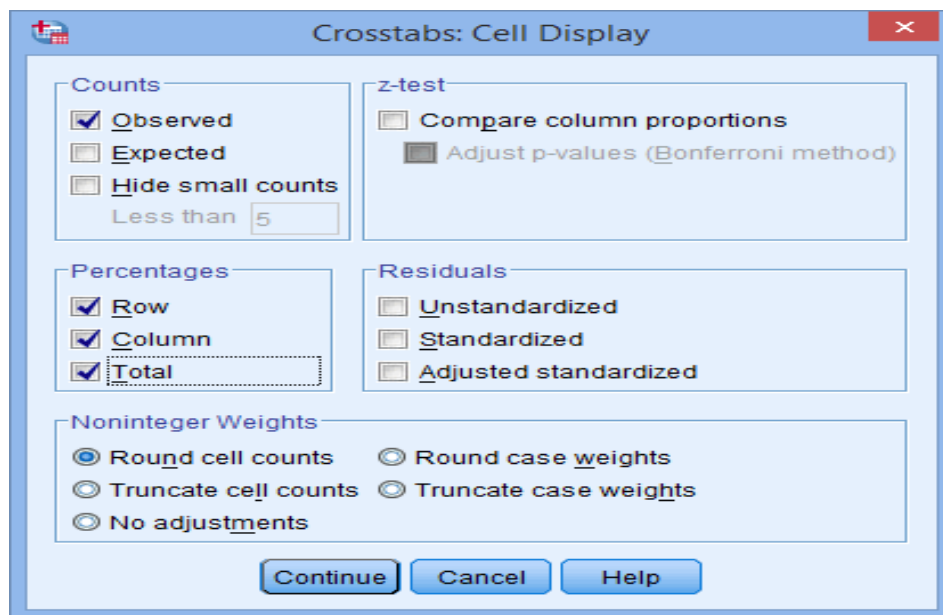 Crosstabs: Cell Display
Counts
Observed
Expected
Hide small counts
Less than 5
z-test
Compare column proportions
Adjust p-values (Bonferroni method)
Percentages
Row
Column
Total
Residuals
Unstandardized
Standardized
Adjusted standardized
Noninteger Weights
Round cell counts
Round case weights
Truncate cell counts
Truncate case weights
No adjustments
Continue
Cancel
Help